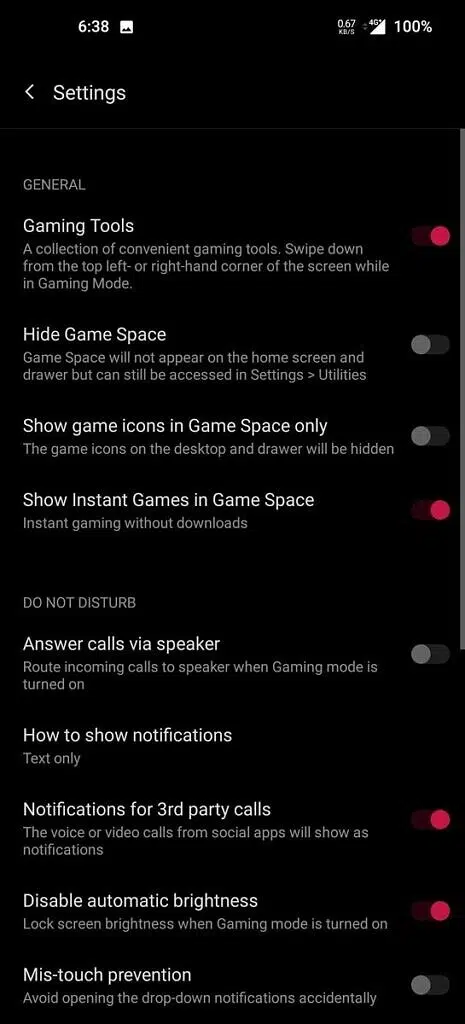 6:38 0.67 KB/S 4G+ 100%
Settings
GENERAL
Gaming Tools
A collection of convenient gaming tools. Swipe down
from the top left- or right-hand corner of the screen while
in Gaming Mode.
Hide Game Space
Game Space will not appear on the home screen and
drawer but can still be accessed in Settings > Utilities
Show game icons in Game Space only
The game icons on the desktop and drawer will be hidden
Show Instant Games in Game Space
Instant gaming without downloads
DO NOT DISTURB
Answer calls via speaker
Route incoming calls to speaker when Gaming mode is
turned on
How to show notifications
Text only
Notifications for 3rd party calls
The voice or video calls from social apps will show as
notifications
Disable automatic brightness
Lock screen brightness when Gaming mode is turned on
Mis-touch prevention
Avoid opening the drop-down notifications accidentally